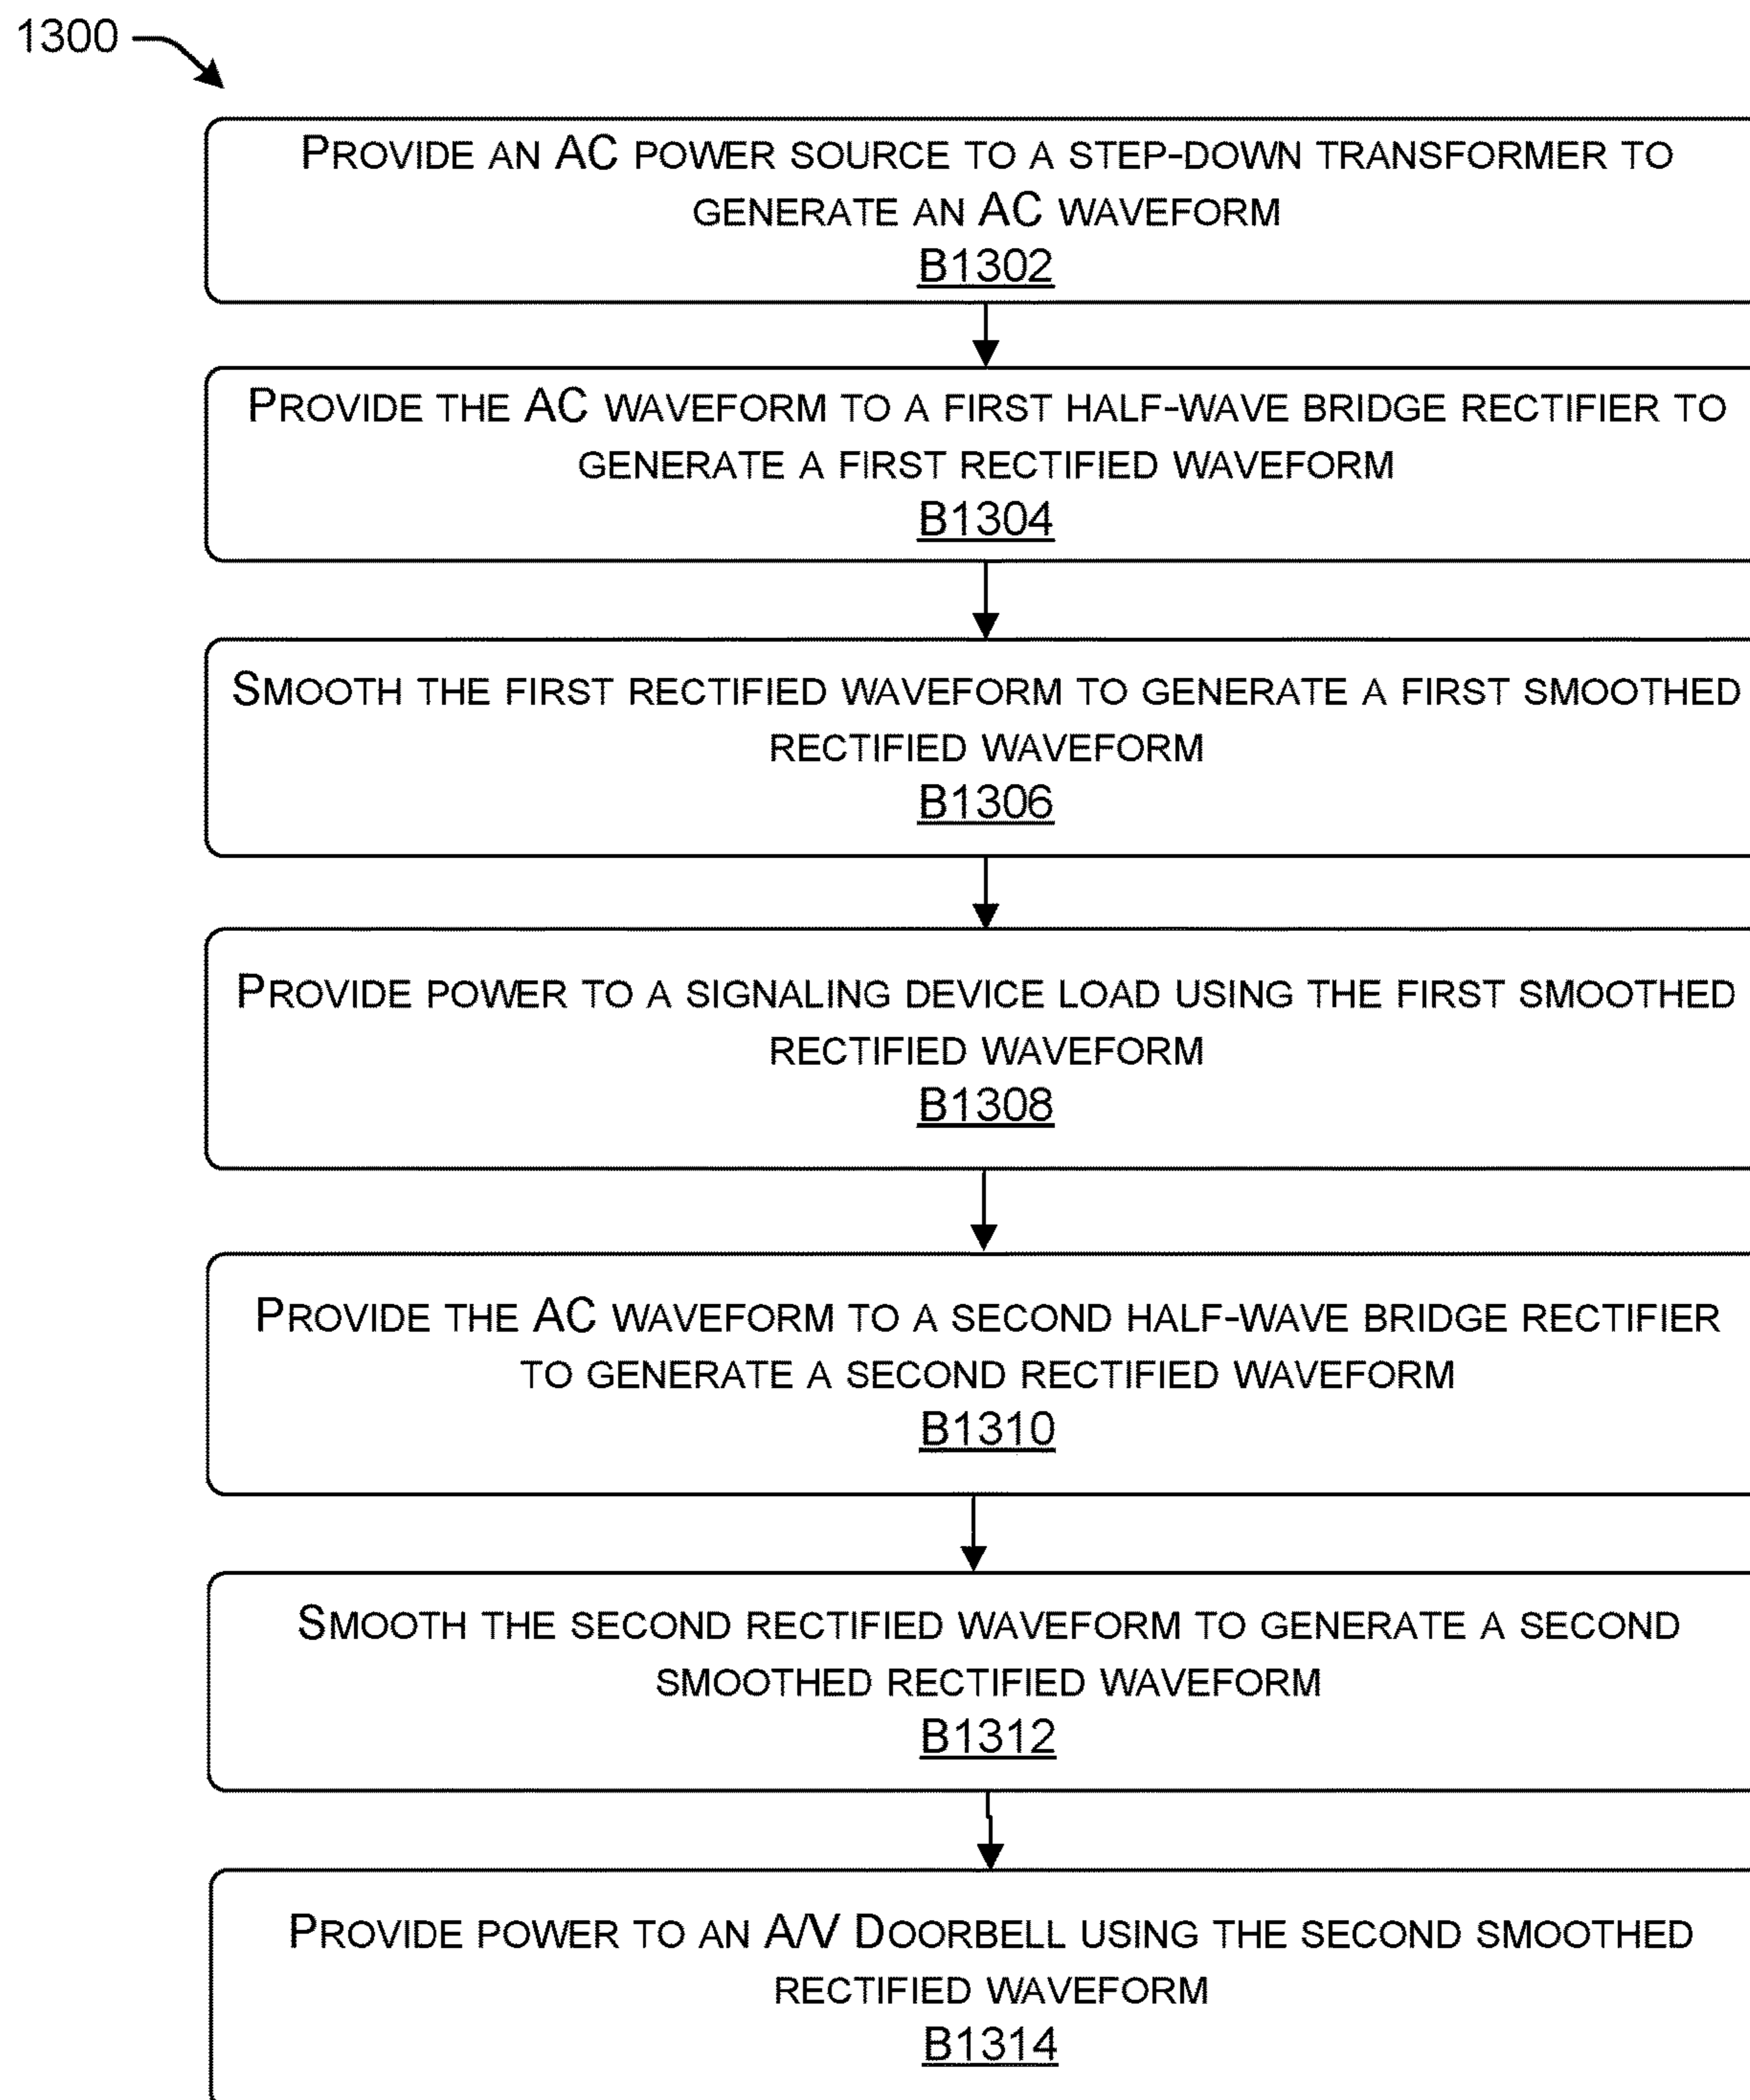 1300
PROVIDE AN AC POWER SOURCE TO A STEP-DOWN TRANSFORMER TO
GENERATE AN AC WAVEFORM
B1302
PROVIDE THE AC WAVEFORM TO A FIRST HALF-WAVE BRIDGE RECTIFIER TO
GENERATE A FIRST RECTIFIED WAVEFORM
B1304
SMOOTH THE FIRST RECTIFIED WAVEFORM TO GENERATE A FIRST SMOOTHED
RECTIFIED WAVEFORM
B1306
PROVIDE POWER TO A SIGNALING DEVICE LOAD USING THE FIRST SMOOTHED
RECTIFIED WAVEFORM
B1308
PROVIDE THE AC WAVEFORM TO A SECOND HALF-WAVE BRIDGE RECTIFIER
TO GENERATE A SECOND RECTIFIED WAVEFORM
B1310
SMOOTH THE SECOND RECTIFIED WAVEFORM TO GENERATE A SECOND
SMOOTHED RECTIFIED WAVEFORM
B1312
PROVIDE POWER TO AN A/V DOORBELL USING THE SECOND SMOOTHED
RECTIFIED WAVEFORM
B1314